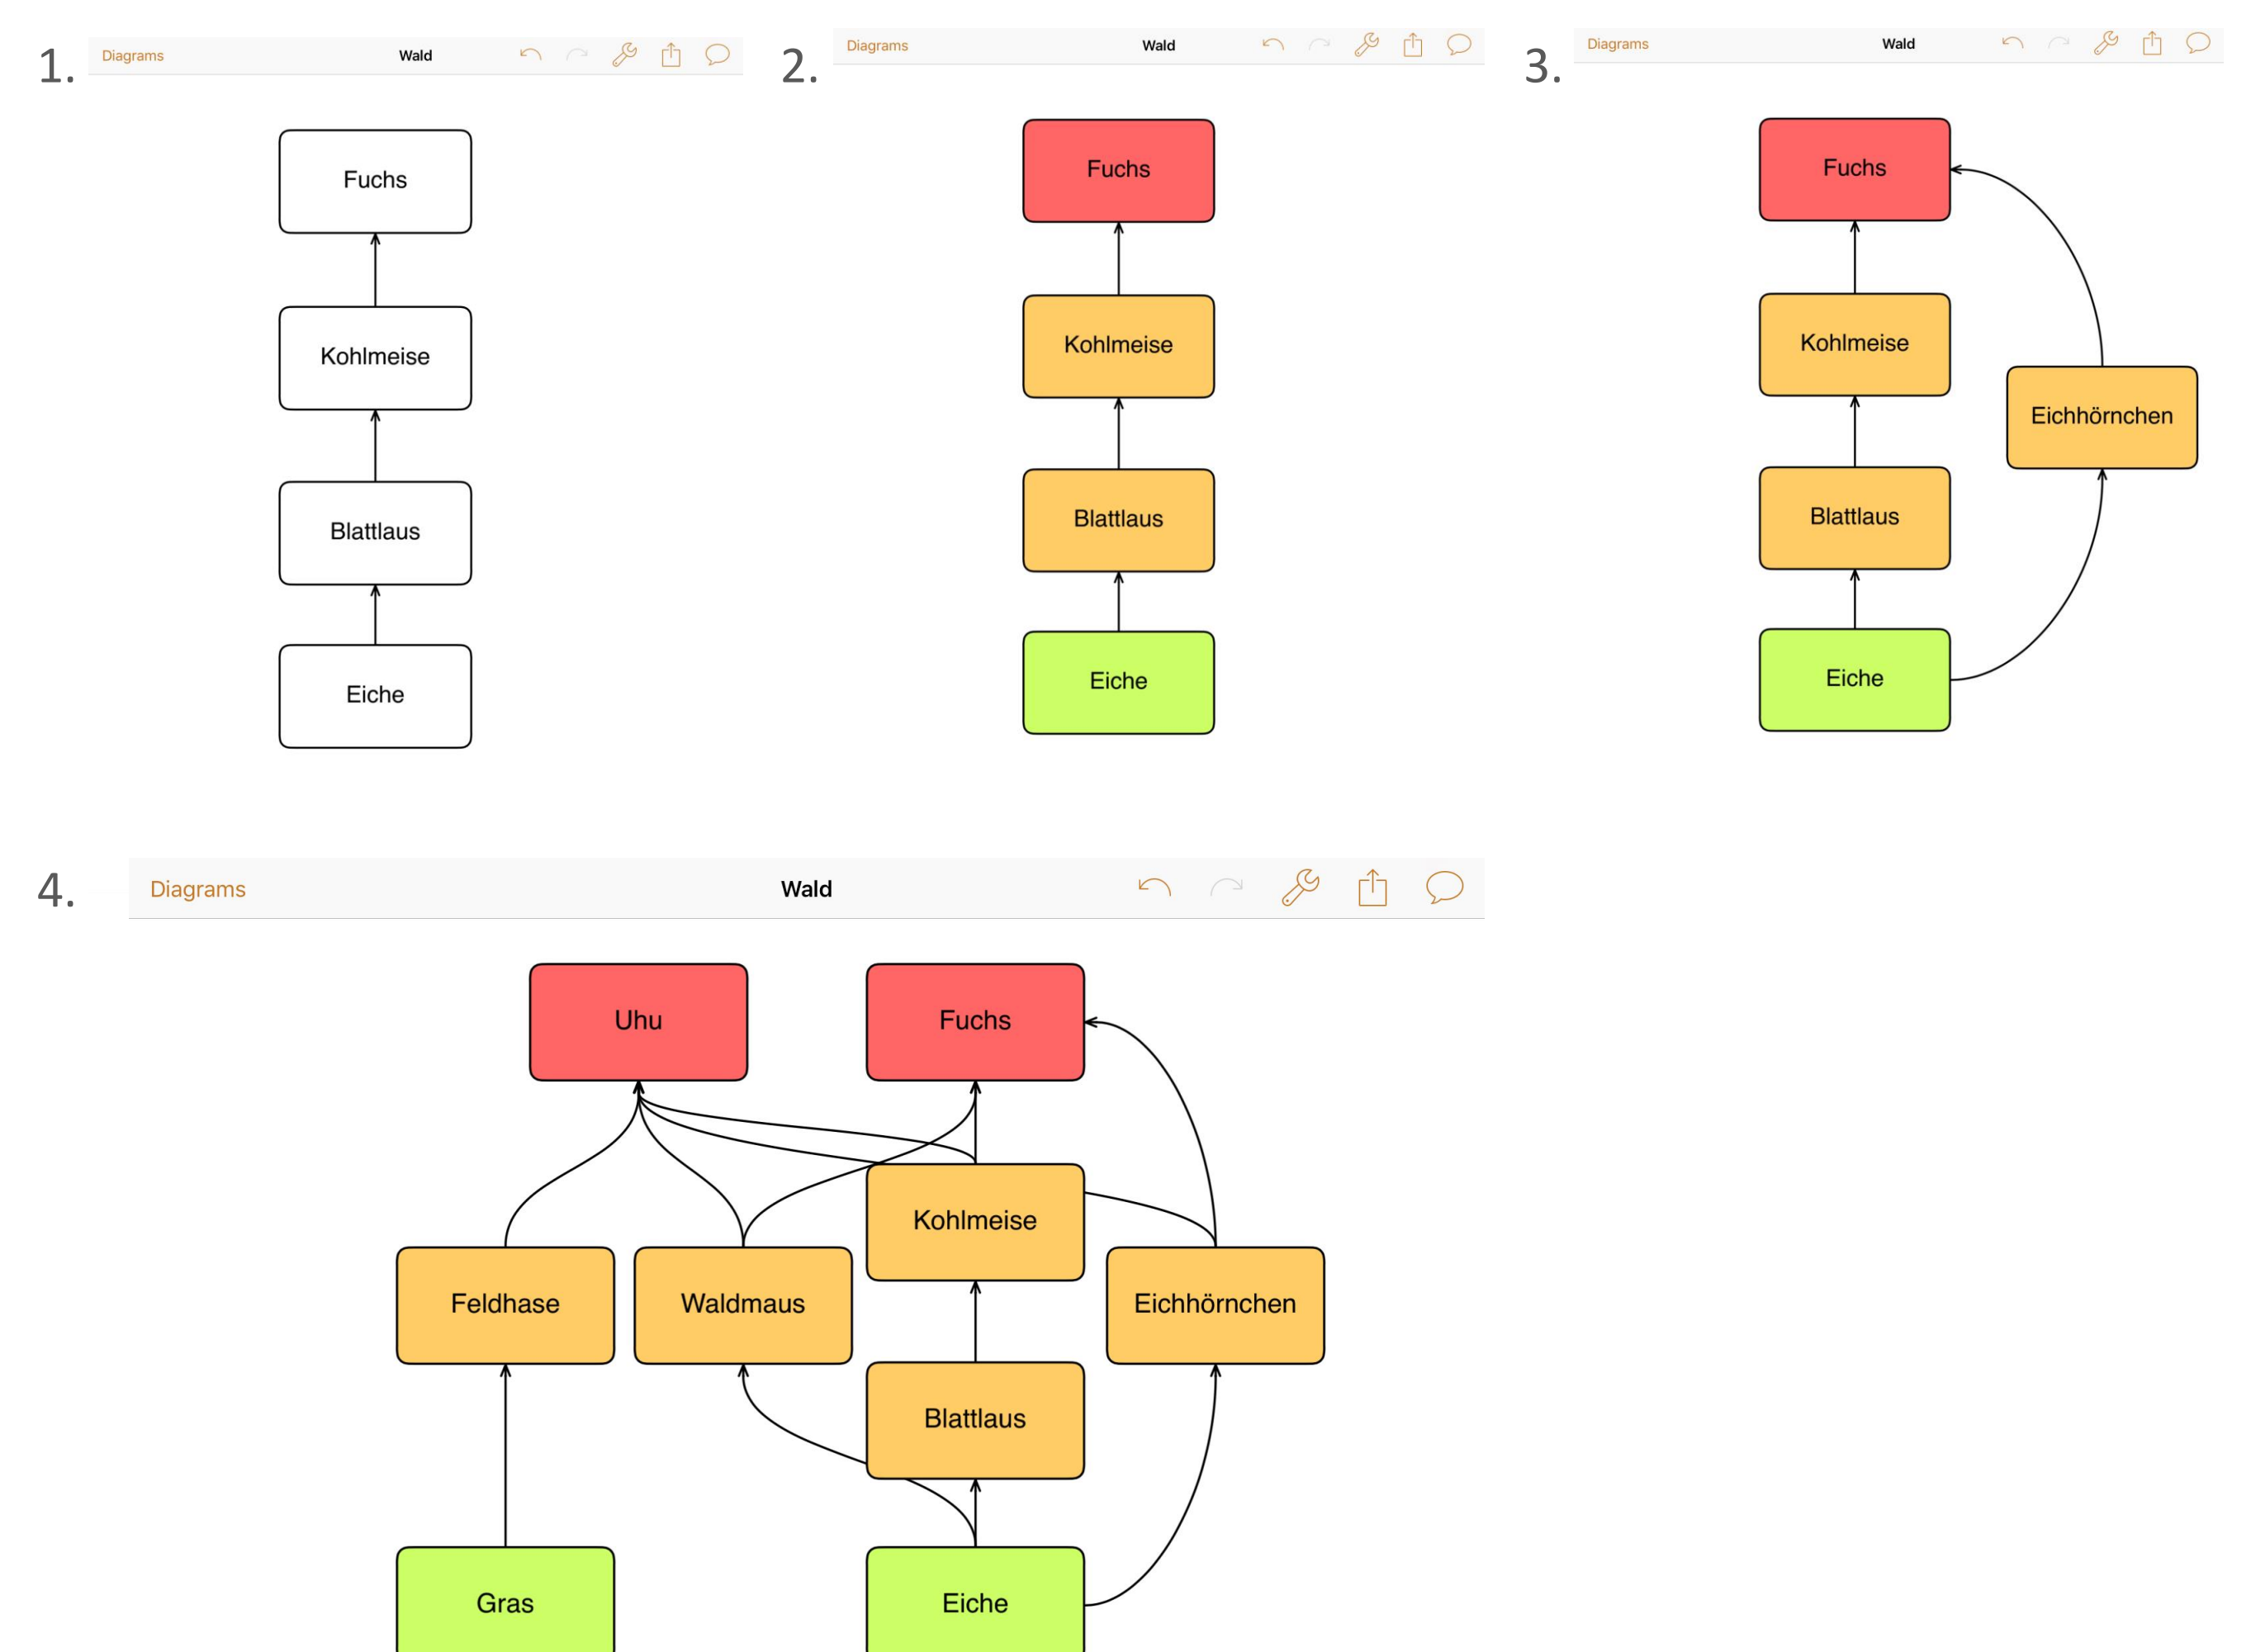 1.
Diagrams Wald
Fuchs
Kohlmeise
Blattlaus
Eiche
2.
Diagrams Wald
Fuchs
Kohlmeise
Blattlaus
Eiche
3.
Diagrams Wald
Fuchs
Kohlmeise
Eichhörnchen
Blattlaus
Eiche
4.
Diagrams Wald
Uhu Fuchs
Kohlmeise
Feldhase Waldmaus Eichhörnchen
Blattlaus
Gras Eiche